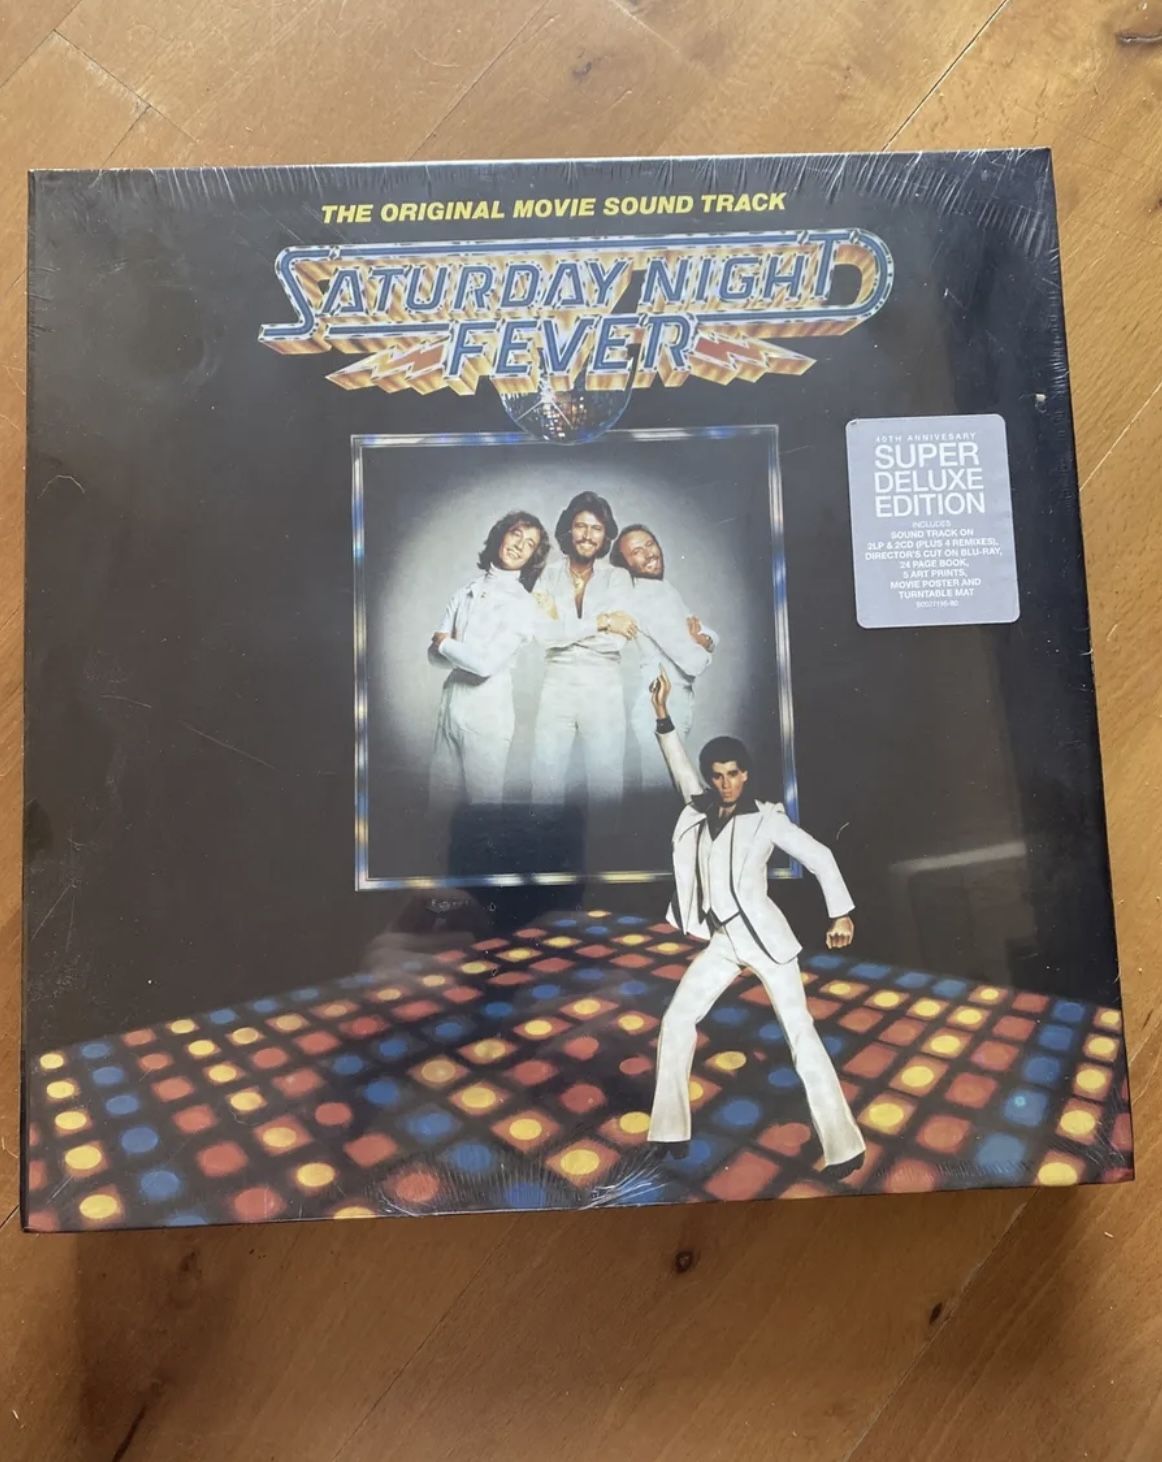 THE ORIGINAL MOVIE SOUND TRACK
SATURDAY NIGHT
FEVER
40TH ANNIVESARY
SUPER
DELUXE
EDITION
INCLUDES
SOUND TRACK ON
2LP & 2CD (PLUS 4 REMIXES),
DIRECTOR'S CUT ON BLU-RAY,
24 PAGE BOOK,
5 ART PRINTS,
MOVIE POSTER AND
TURNTABLE MAT